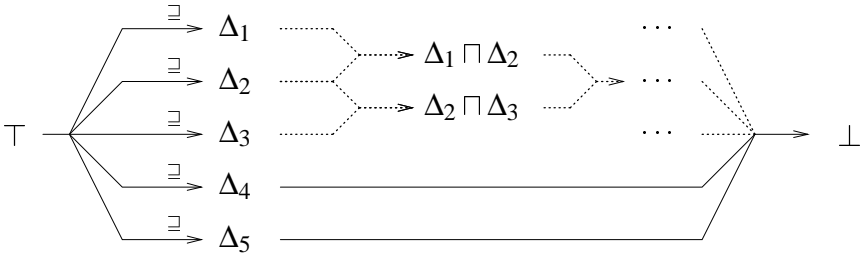 ⊒ Δ1 ⋯
Δ1 ⊓ Δ2
⊒ Δ2 ⋯
Δ2 ⊓ Δ3
⊤ ⊒ Δ3 ⋯ ⊥
⊒ Δ4
⊒ Δ5